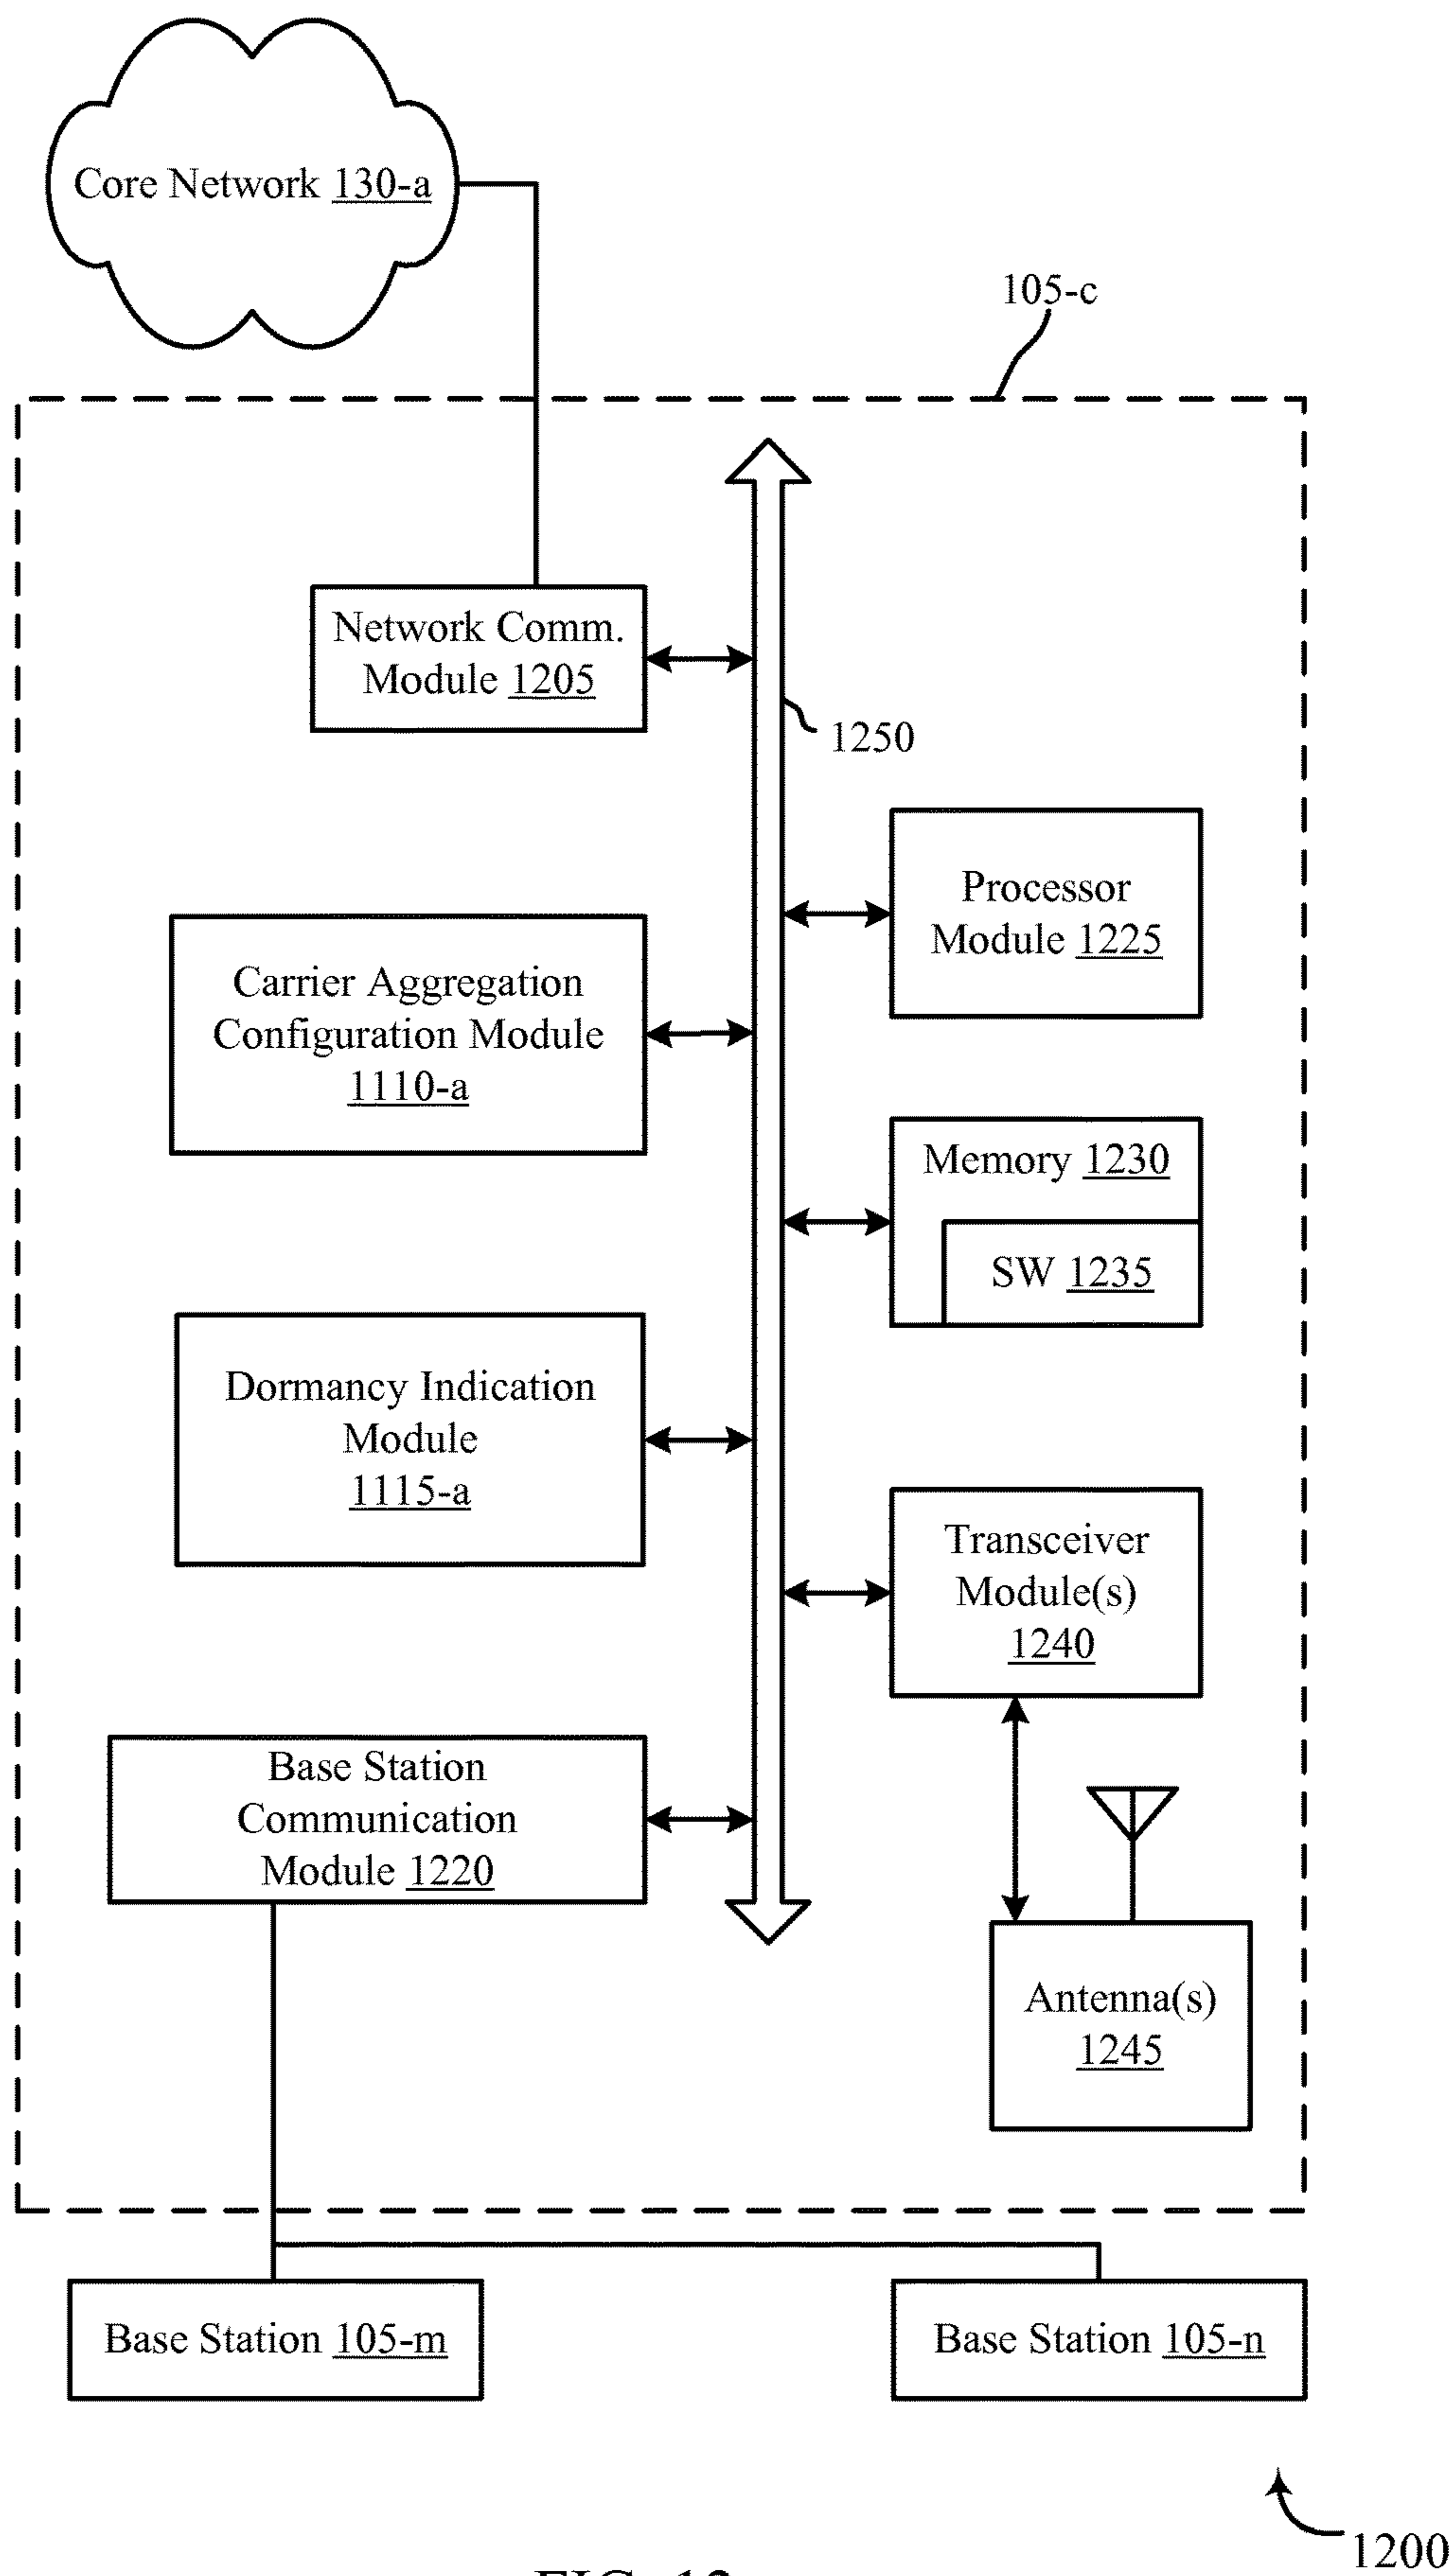 Core Network 130-a
105-c
Network Comm.
Module 1205
1250
Processor
Module 1225
Carrier Aggregation
Configuration Module
1110-a
Memory 1230
SW 1235
Dormancy Indication
Module
1115-a
Transceiver
Module(s)
1240
Base Station
Communication
Module 1220
Antenna(s)
1245
Base Station 105-m
Base Station 105-n
1200